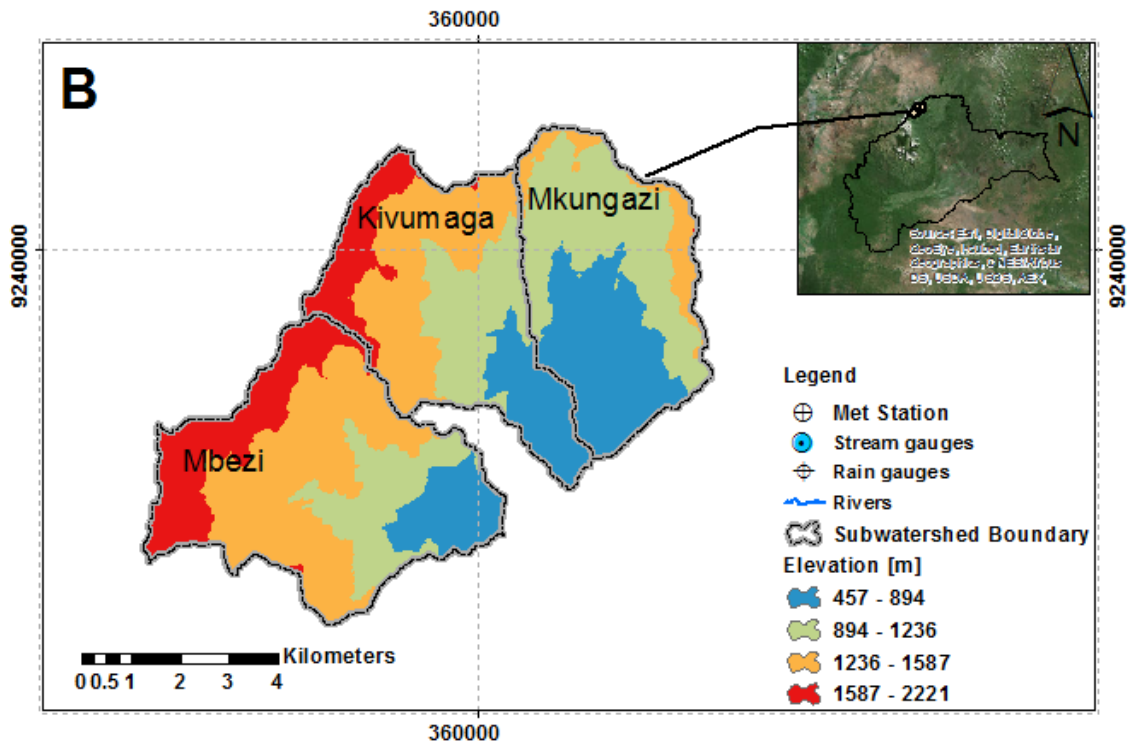 360000
B
N
Mkungazi
Kivumaga
9240000
9240000
Mbezi
Legend
Met Station
Stream gauges
Rain gauges
Rivers
Subwatershed Boundary
Elevation [m]
457 - 894
894 - 1236
1236 - 1587
1587 - 2221
Kilometers
0 0.5 1 2 3 4
360000